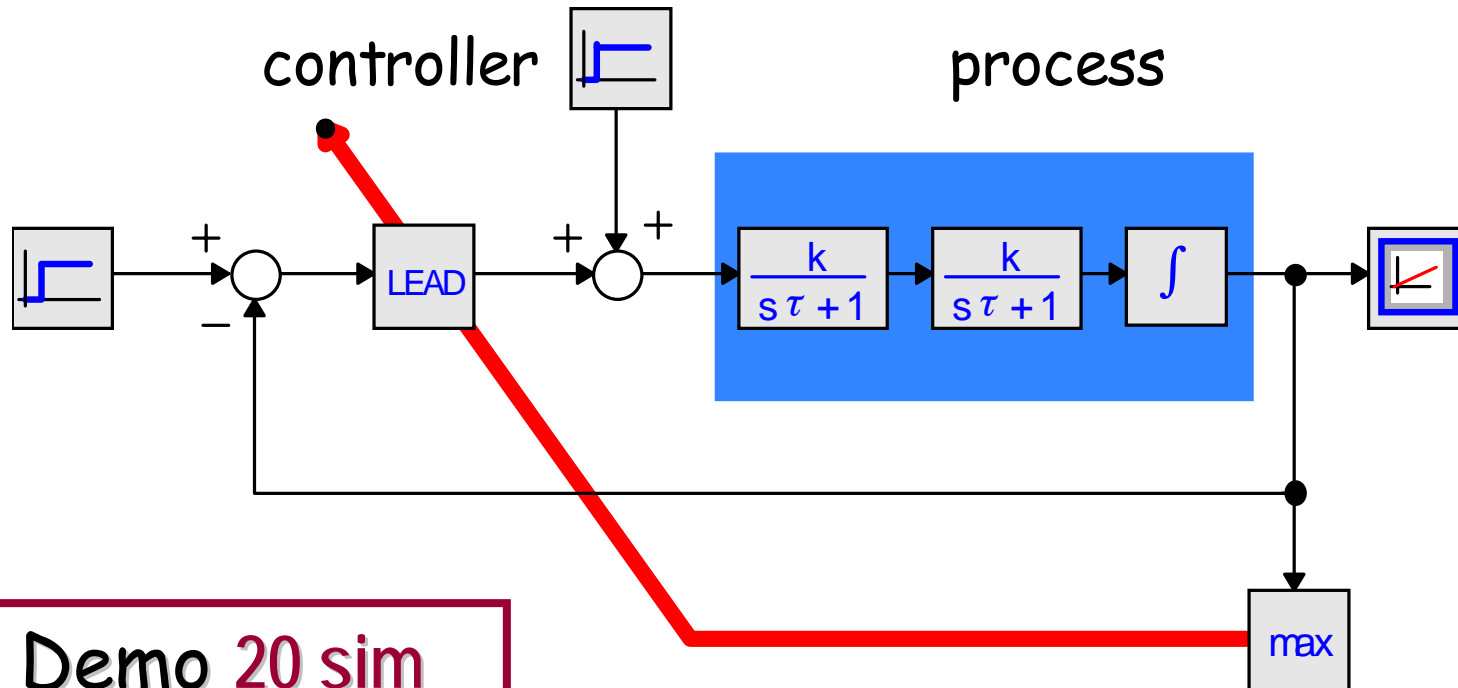 controller
process
+
+
+
−
LEAD
k
s τ + 1
k
s τ + 1
∫
max
Demo 20 sim